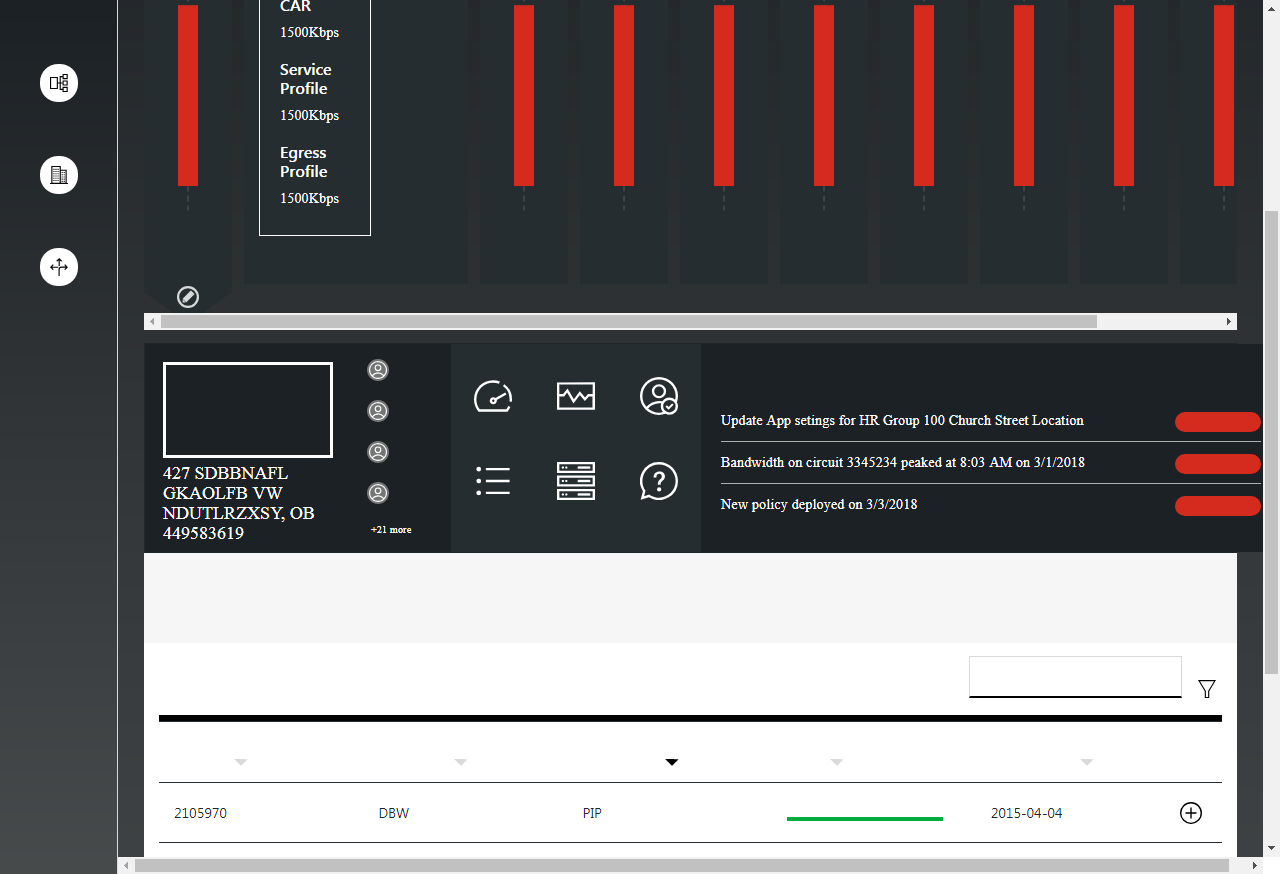 CAR
1500Kbps
Service
Profile
1500Kbps
Egress
Profile
1500Kbps
427 SDBBNAFL
GKAOLFB VW
NDUTLRZXSY, OB
449583619
+21 more
Update App setings for HR Group 100 Church Street Location
Bandwidth on circuit 3345234 peaked at 8:03 AM on 3/1/2018
New policy deployed on 3/3/2018
2105970 DBW PIP 2015-04-04